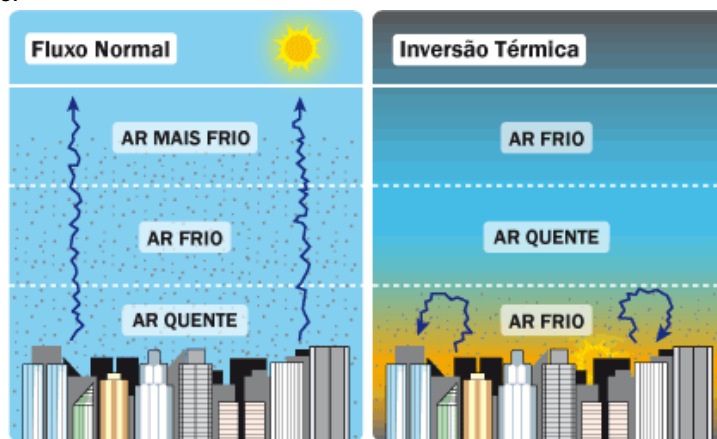 Fluxo Normal
AR MAIS FRIO
AR FRIO
AR QUENTE
Inversão Térmica
AR FRIO
AR QUENTE
AR FRIO